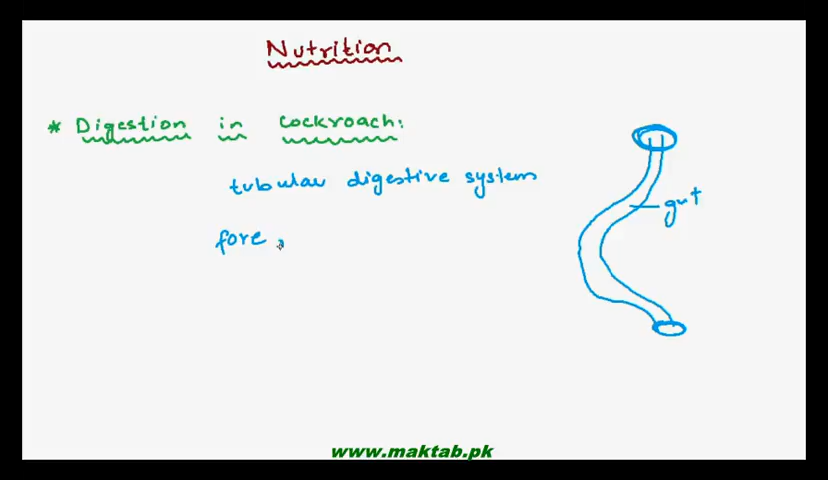 Nutrition
* Digestion in Cockroach:
tubular digestive system
gut
fore
www.maktab.pk